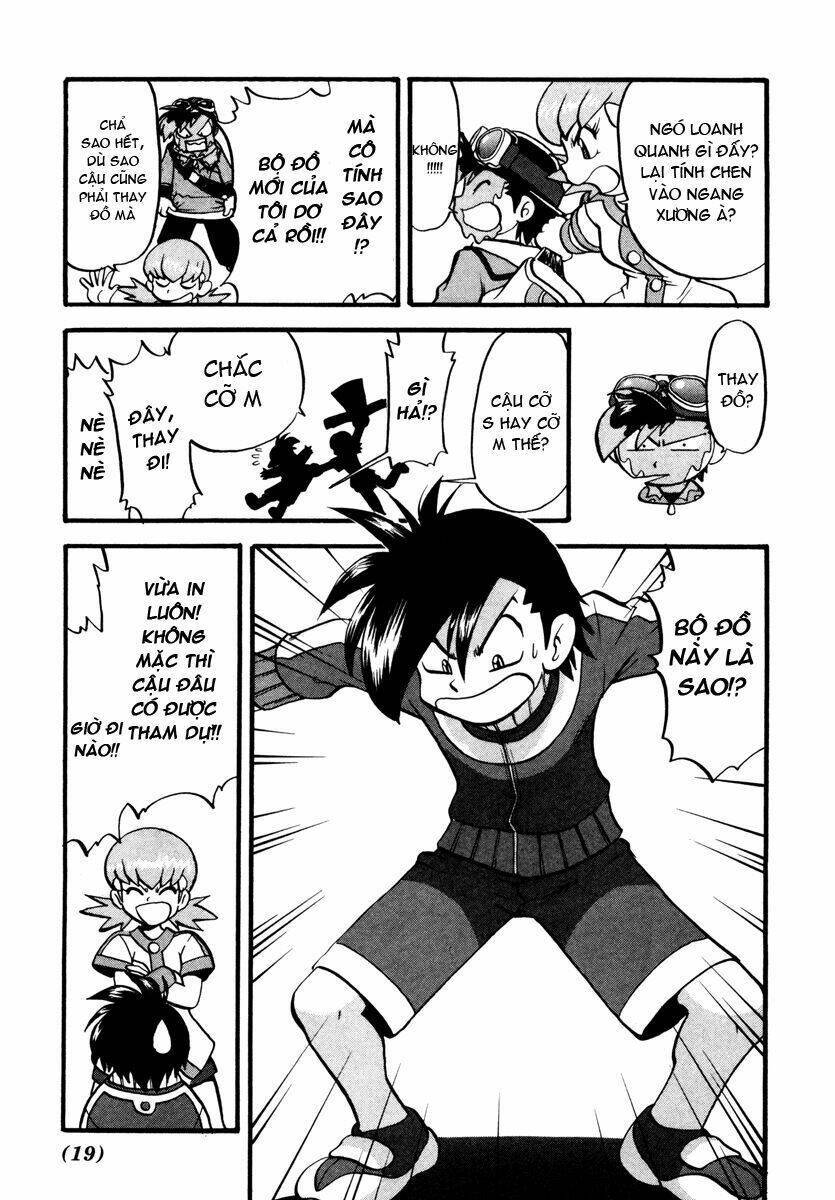 NGÓ LOANH
QUANH GÌ ĐẤY?
LẠI TÍNH CHEN
VÀO NGANG
XƯƠNG À?
KHÔNG
!!!!!
MÀ
CÔ
TÍNH
SAO
ĐÂY
!?
BỘ ĐỒ
MỚI CỦA
TÔI DƠ
CẢ RỒI!!
CHẢ
SAO HẾT,
DÙ SAO
CẬU CŨNG
PHẢI THAY
ĐỒ MÀ
THAY
ĐỒ?
CẬU CỠ
S HAY CỠ
M THẾ?
GÌ
HẢ!?
CHẮC
CỠ M
ĐÂY,
THAY
ĐI!
NÈ
NÈ
NÈ
BỘ ĐỒ
NÀY LÀ
SAO!?
VỪA IN
LUÔN!
KHÔNG
MẶC THÌ
CẬU ĐÂU
CÓ ĐƯỢC
THAM DỰ!!
GIỜ ĐI
NÀO!!
(19)